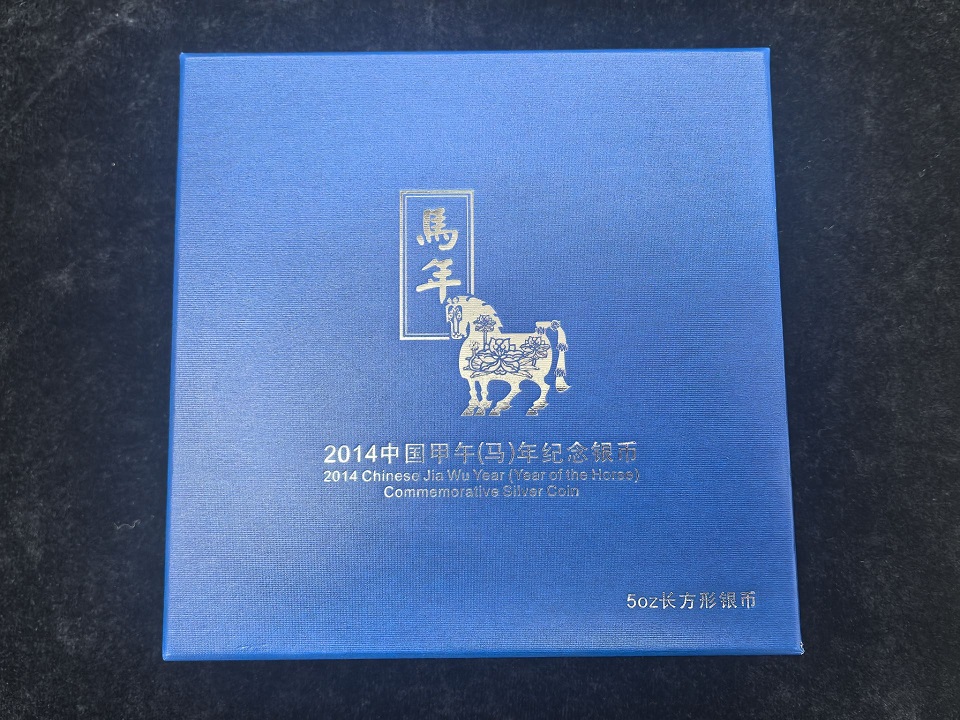 馬年
2014中国甲午(马)年纪念银币
2014 Chinese Jia Wu Year (Year of the Horse)
Commemorative Silver Coin
5oz长方形银币